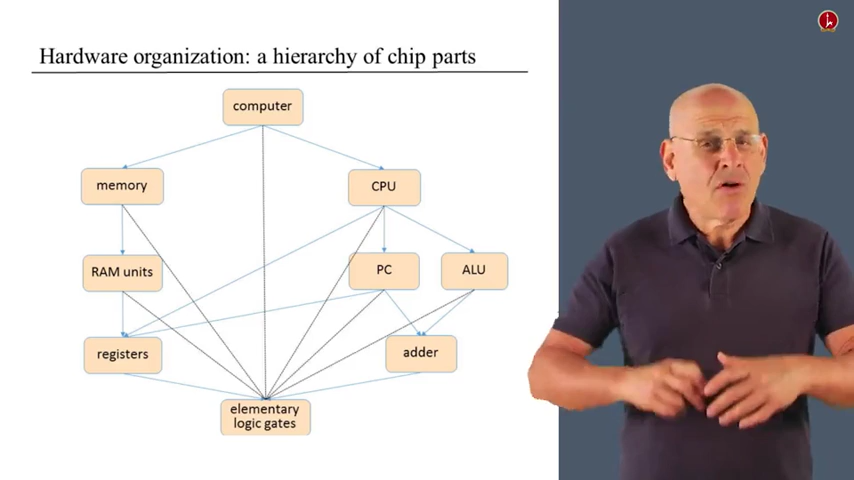 Hardware organization: a hierarchy of chip parts
computer
memory
CPU
RAM units
PC
ALU
registers
adder
elementary
logic gates